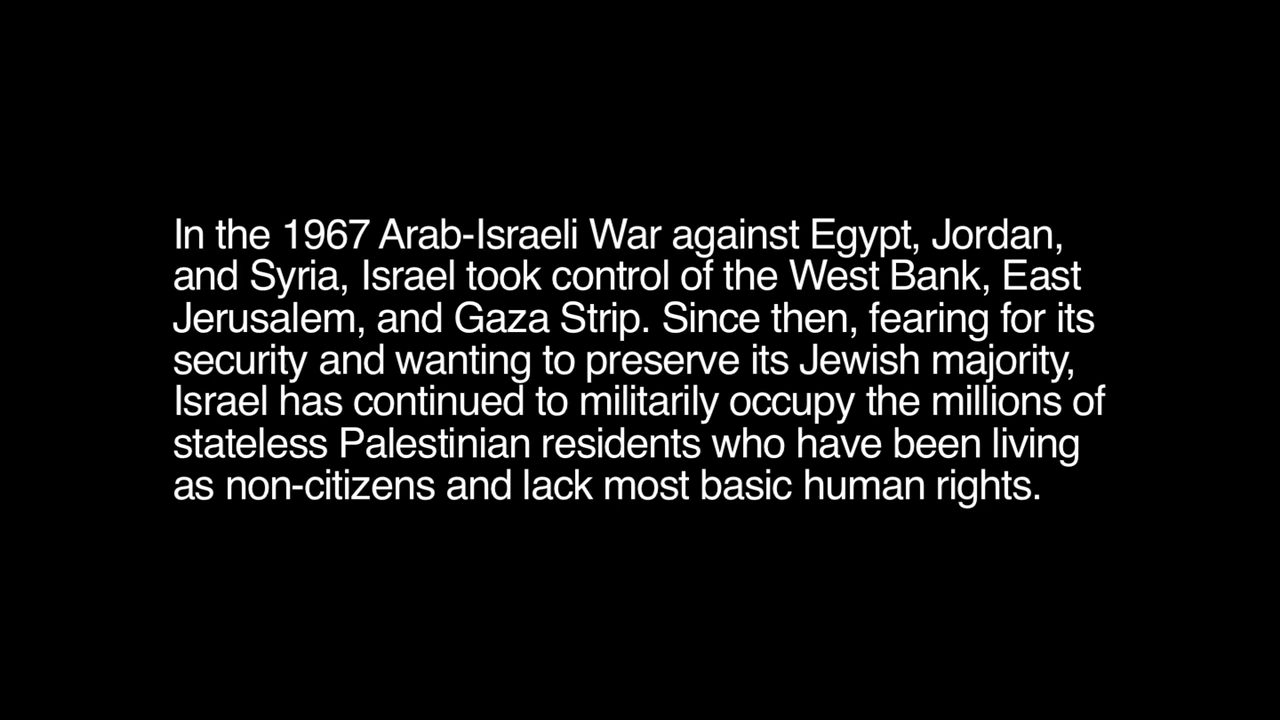 In the 1967 Arab-Israeli War against Egypt, Jordan,
and Syria, Israel took control of the West Bank, East
Jerusalem, and Gaza Strip. Since then, fearing for its
security and wanting to preserve its Jewish majority,
Israel has continued to militarily occupy the millions of
stateless Palestinian residents who have been living
as non-citizens and lack most basic human rights.